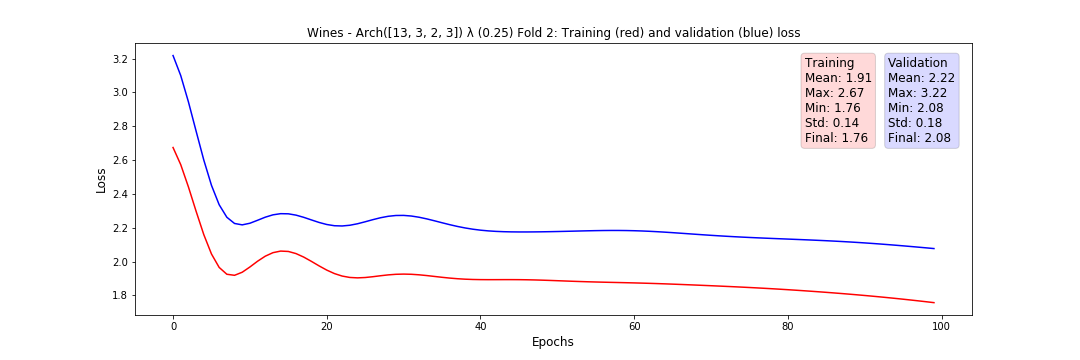 Wines - Arch([13, 3, 2, 3]) λ (0.25) Fold 2: Training (red) and validation (blue) loss
Training
Mean: 1.91
Max: 2.67
Min: 1.76
Std: 0.14
Final: 1.76
Validation
Mean: 2.22
Max: 3.22
Min: 2.08
Std: 0.18
Final: 2.08
Loss
3.2
3.0
2.8
2.6
2.4
2.2
2.0
1.8
0
20
40
60
80
100
Epochs